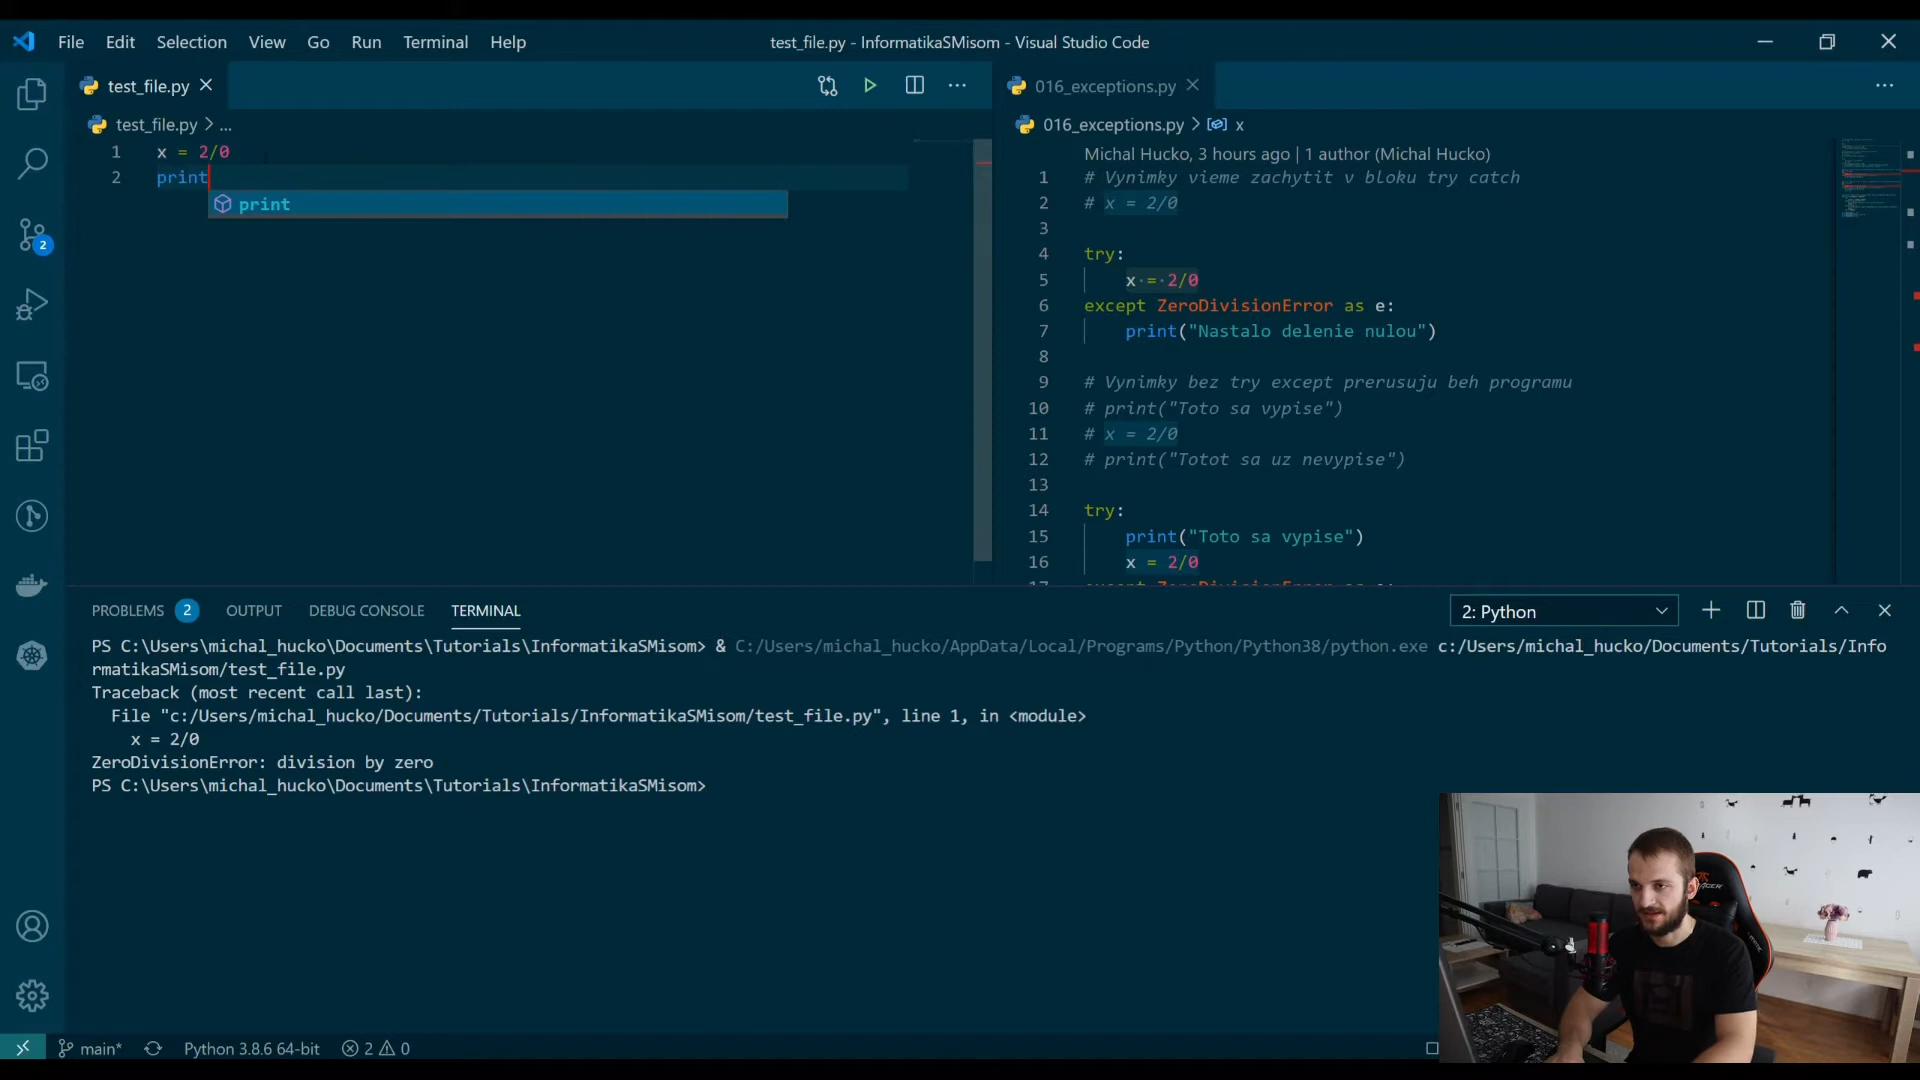 File Edit Selection View Go Run Terminal Help
test_file.py - InformatikaSMisom - Visual Studio Code
test_file.py
test_file.py > ...
1 x = 2/0
2 print
print
016_exceptions.py
016_exceptions.py > x
Michal Hucko, 3 hours ago | 1 author (Michal Hucko)
1 # Vynimky vieme zachytit v bloku try catch
2 # x = 2/0
3
4 try:
5 x = 2/0
6 except ZeroDivisionError as e:
7 print("Nastalo delenie nulou")
8
9 # Vynimky bez try except prerusuju beh programu
10 # print("Toto sa vypise")
11 # x = 2/0
12 # print("Totot sa uz nevypise")
13
14 try:
15 print("Toto sa vypise")
16 x = 2/0
17 except ZeroDivisionError as e:
PROBLEMS 2 OUTPUT DEBUG CONSOLE TERMINAL
2: Python
PS C:\Users\michal_hucko\Documents\Tutorials\InformatikaSMisom> & C:/Users/michal_hucko/AppData/Local/Programs/Python/Python38/python.exe c:/Users/michal_hucko/Documents/Tutorials/Info
rmatikaSMisom/test_file.py
Traceback (most recent call last):
File "c:/Users/michal_hucko/Documents/Tutorials/InformatikaSMisom/test_file.py", line 1, in <module>
x = 2/0
ZeroDivisionError: division by zero
PS C:\Users\michal_hucko\Documents\Tutorials\InformatikaSMisom>
2
main* Python 3.8.6 64-bit 2 0